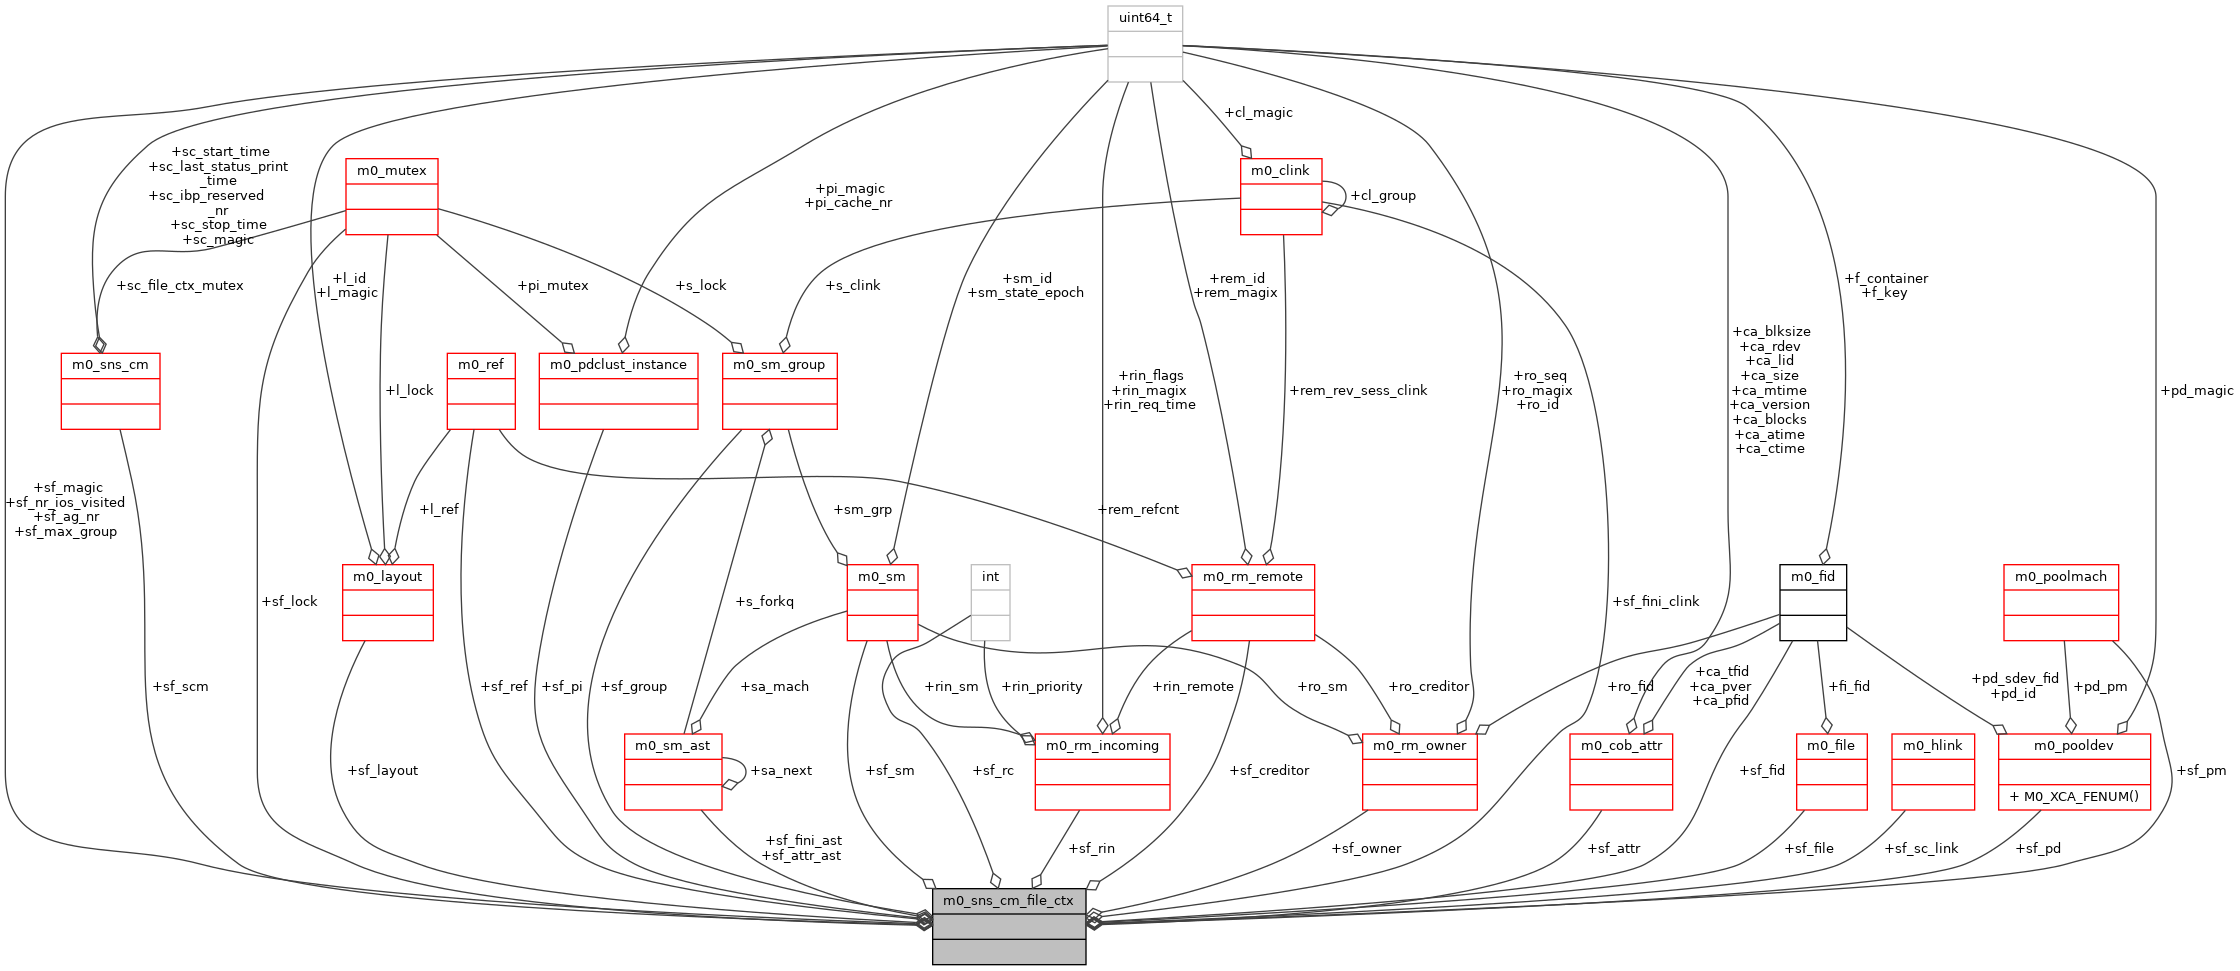 uint64_t
+cl_magic
+sc_start_time
+sc_last_status_print
_time
+sc_ibp_reserved
_nr
+sc_stop_time
+sc_magic
m0_mutex
m0_clink
+pi_magic
+pi_cache_nr
+cl_group
+sc_file_ctx_mutex
+l_id
+l_magic
+pi_mutex
+s_lock
+s_clink
+sm_id
+sm_state_epoch
+rem_id
+rem_magix
+f_container
+f_key
m0_sns_cm
m0_ref
m0_pdclust_instance
m0_sm_group
+l_lock
+rin_flags
+rin_magix
+rin_req_time
+rem_rev_sess_clink
+ro_seq
+ro_magix
+ro_id
+ca_blksize
+ca_rdev
+ca_lid
+ca_size
+ca_mtime
+ca_version
+ca_blocks
+ca_atime
+ca_ctime
+pd_magic
+sf_magic
+sf_nr_ios_visited
+sf_ag_nr
+sf_max_group
+l_ref
+sm_grp
+rem_refcnt
+sf_lock
m0_layout
+s_forkq
m0_sm
int
m0_rm_remote
+sf_fini_clink
m0_fid
m0_poolmach
+sf_scm
+sf_ref
+sf_pi
+sf_group
+sa_mach
+rin_sm
+rin_priority
+rin_remote
+ro_sm
+ro_creditor
+ro_fid
+ca_tfid
+ca_pver
+ca_pfid
+fi_fid
+pd_sdev_fid
+pd_id
+pd_pm
+sf_layout
m0_sm_ast
+sa_next
+sf_sm
+sf_rc
m0_rm_incoming
+sf_creditor
m0_rm_owner
m0_cob_attr
+sf_fid
m0_file
m0_hlink
m0_pooldev
+ M0_XCA_FENUM()
+sf_pm
+sf_fini_ast
+sf_attr_ast
+sf_rin
+sf_owner
+sf_attr
+sf_file
+sf_sc_link
+sf_pd
m0_sns_cm_file_ctx